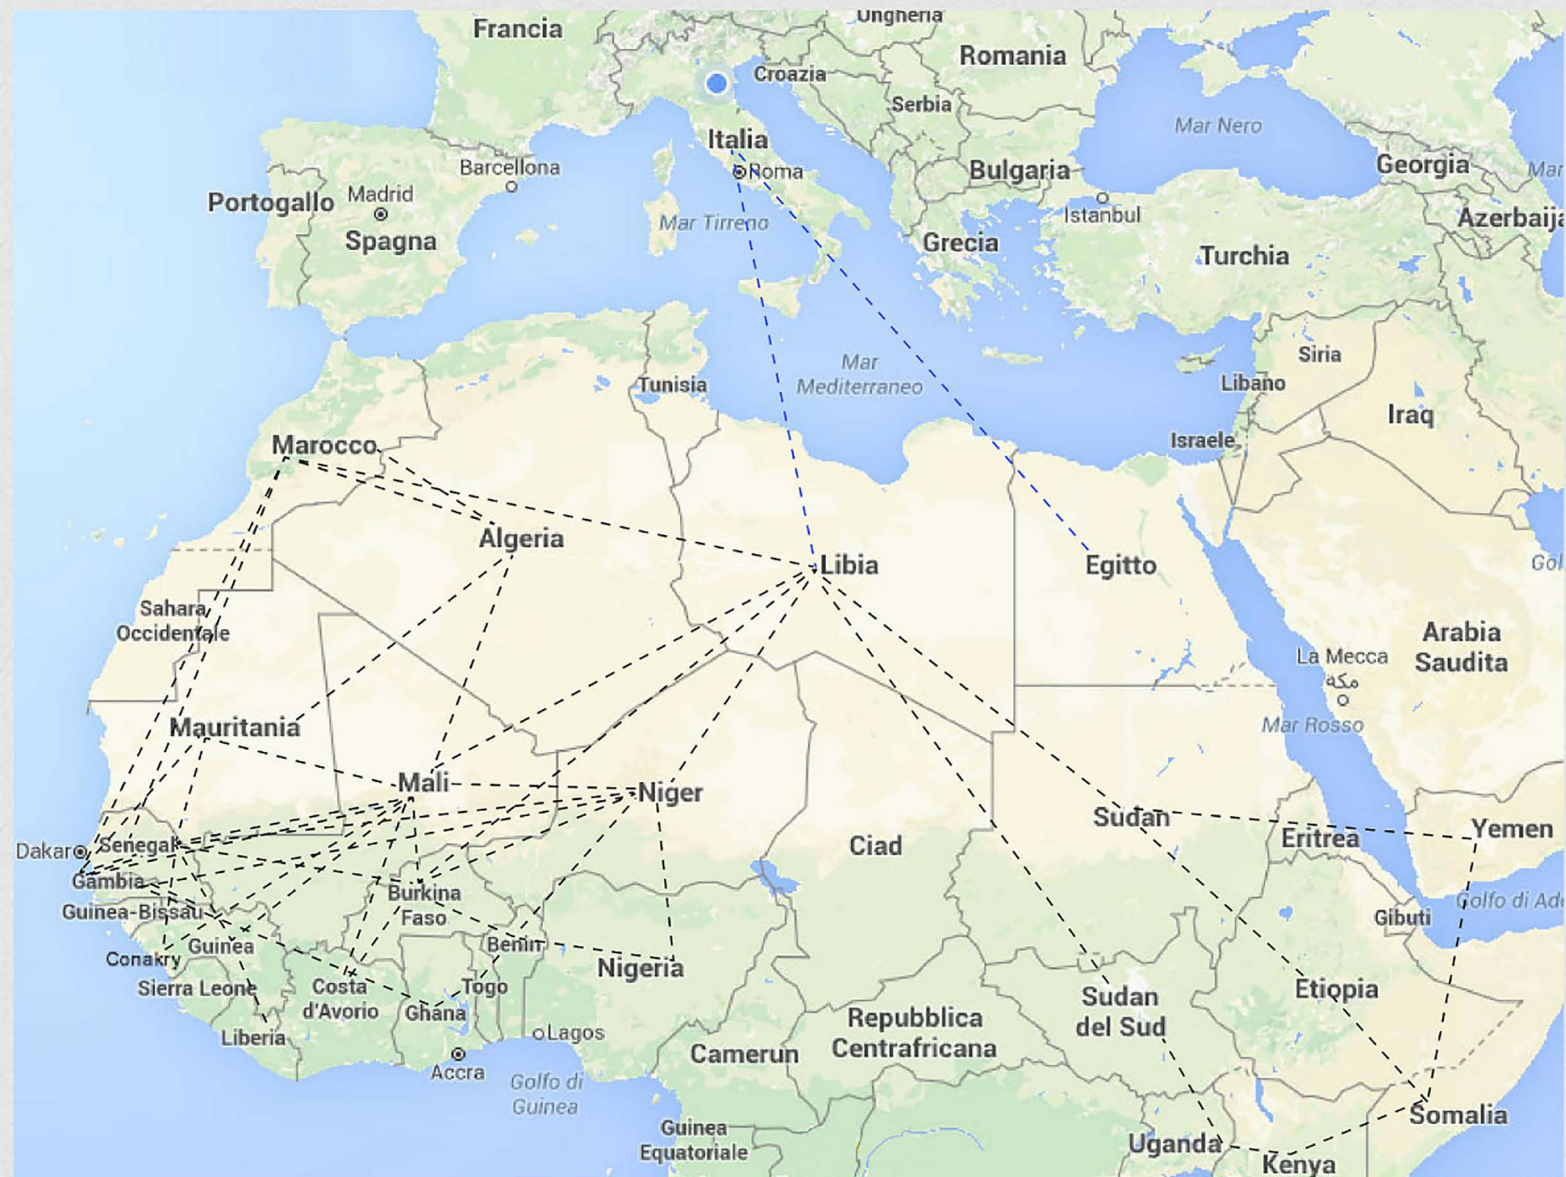 Francia
Ungheria
Romania
Croazia
Serbia
Mar Nero
Italia
Georgia
Barcellona
Bulgaria
Mar
Roma
Portogallo
Madrid
Istanbul
Azerbaija
Mar Tirreno
Spagna
Grecia
Turchia
Mar
Mediterraneo
Siria
Tunisia
Libano
Iraq
Marocco
Israele
Algeria
Libia
Egitto
Gol
Sahara
Occidentale
Arabia
Saudita
La Mecca
مكة
Mauritania
Mar Rosso
Mali
Niger
Sudan
Yemen
Dakar
Senegal
Ciad
Eritrea
Gambia
Burkina
Faso
Golfo di Ad
Guinea-Bissau
Gibuti
Guinea
Benin
Conakry
Nigeria
Sierra Leone
Costa
d'Avorio
Togo
Sudan
del Sud
Etiopia
Ghana
Repubblica
Centrafricana
Liberia
Lagos
Camerun
Accra
Golfo di
Guinea
Somalia
Guinea
Equatoriale
Uganda
Kenya